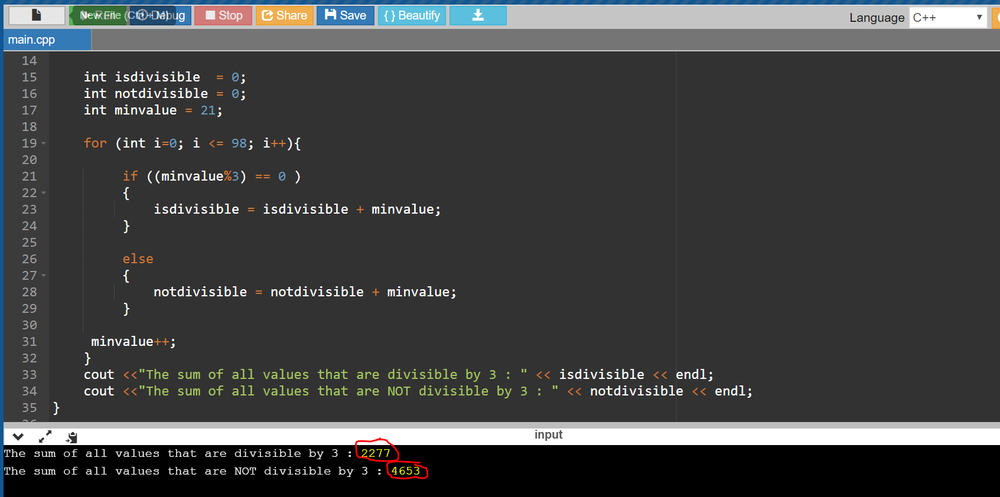 New File (Ctrl + M)
Run Debug Stop Share Save { } Beautify
Language C++
main.cpp
14
15 int isdivisible  = 0;
16 int notdivisible = 0;
17 int minvalue = 21;
18
19 for (int i=0; i <= 98; i++){
20
21 if ((minvalue%3) == 0 )
22 {
23 isdivisible = isdivisible + minvalue;
24 }
25
26 else
27 {
28 notdivisible = notdivisible + minvalue;
29 }
30
31 minvalue++;
32 }
33 cout <<"The sum of all values that are divisible by 3 : " << isdivisible << endl;
34 cout <<"The sum of all values that are NOT divisible by 3 : " << notdivisible << endl;
35 }
input
The sum of all values that are divisible by 3 : 2277
The sum of all values that are NOT divisible by 3 : 4653